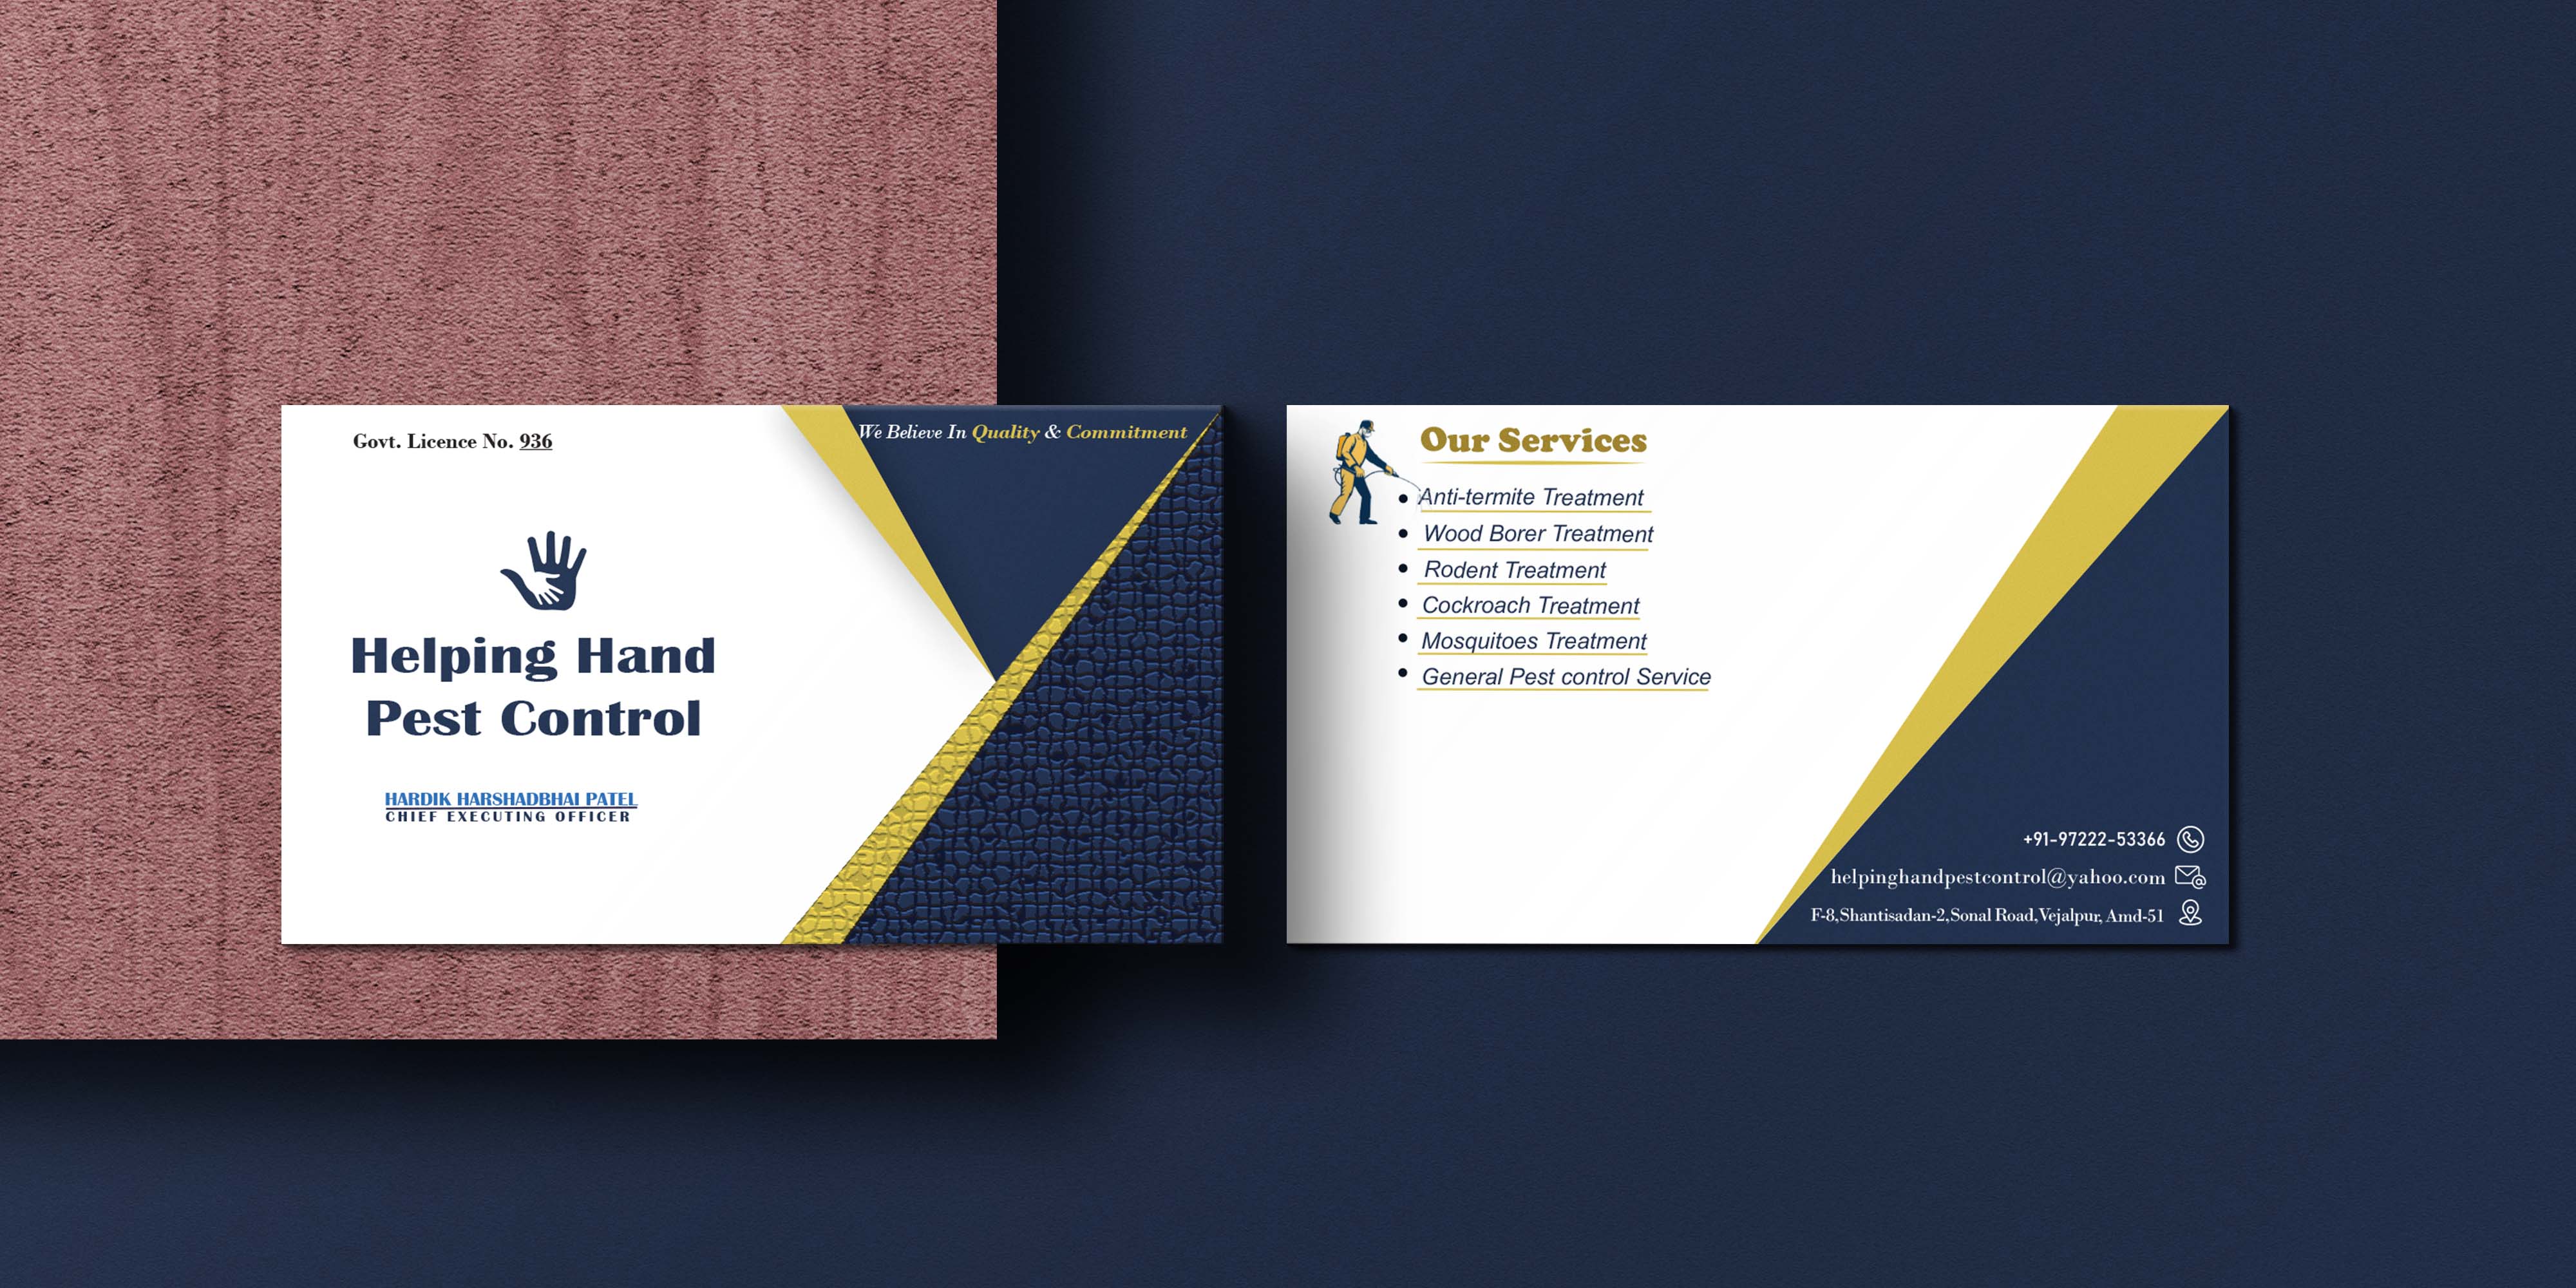 Govt. Licence No. 936
We Believe In Quality & Commitment
Helping Hand
Pest Control
HARDIK HARSHADBHAI PATEL
CHIEF EXECUTING OFFICER
Our Services
• Anti-termite Treatment
• Wood Borer Treatment
• Rodent Treatment
• Cockroach Treatment
• Mosquitoes Treatment
• General Pest control Service
+91-97222-53366
helpinghandpestcontrol@yahoo.com
F-8,Shantisadan-2,Sonal Road,Vejalpur, Amd-51